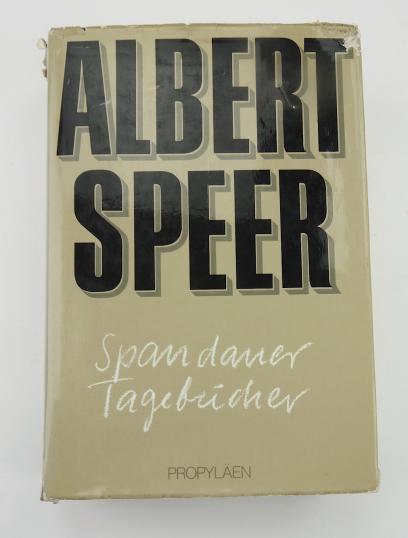 ALBERT
SPEER
Spandauer
Tagebücher
PROPYLÄEN